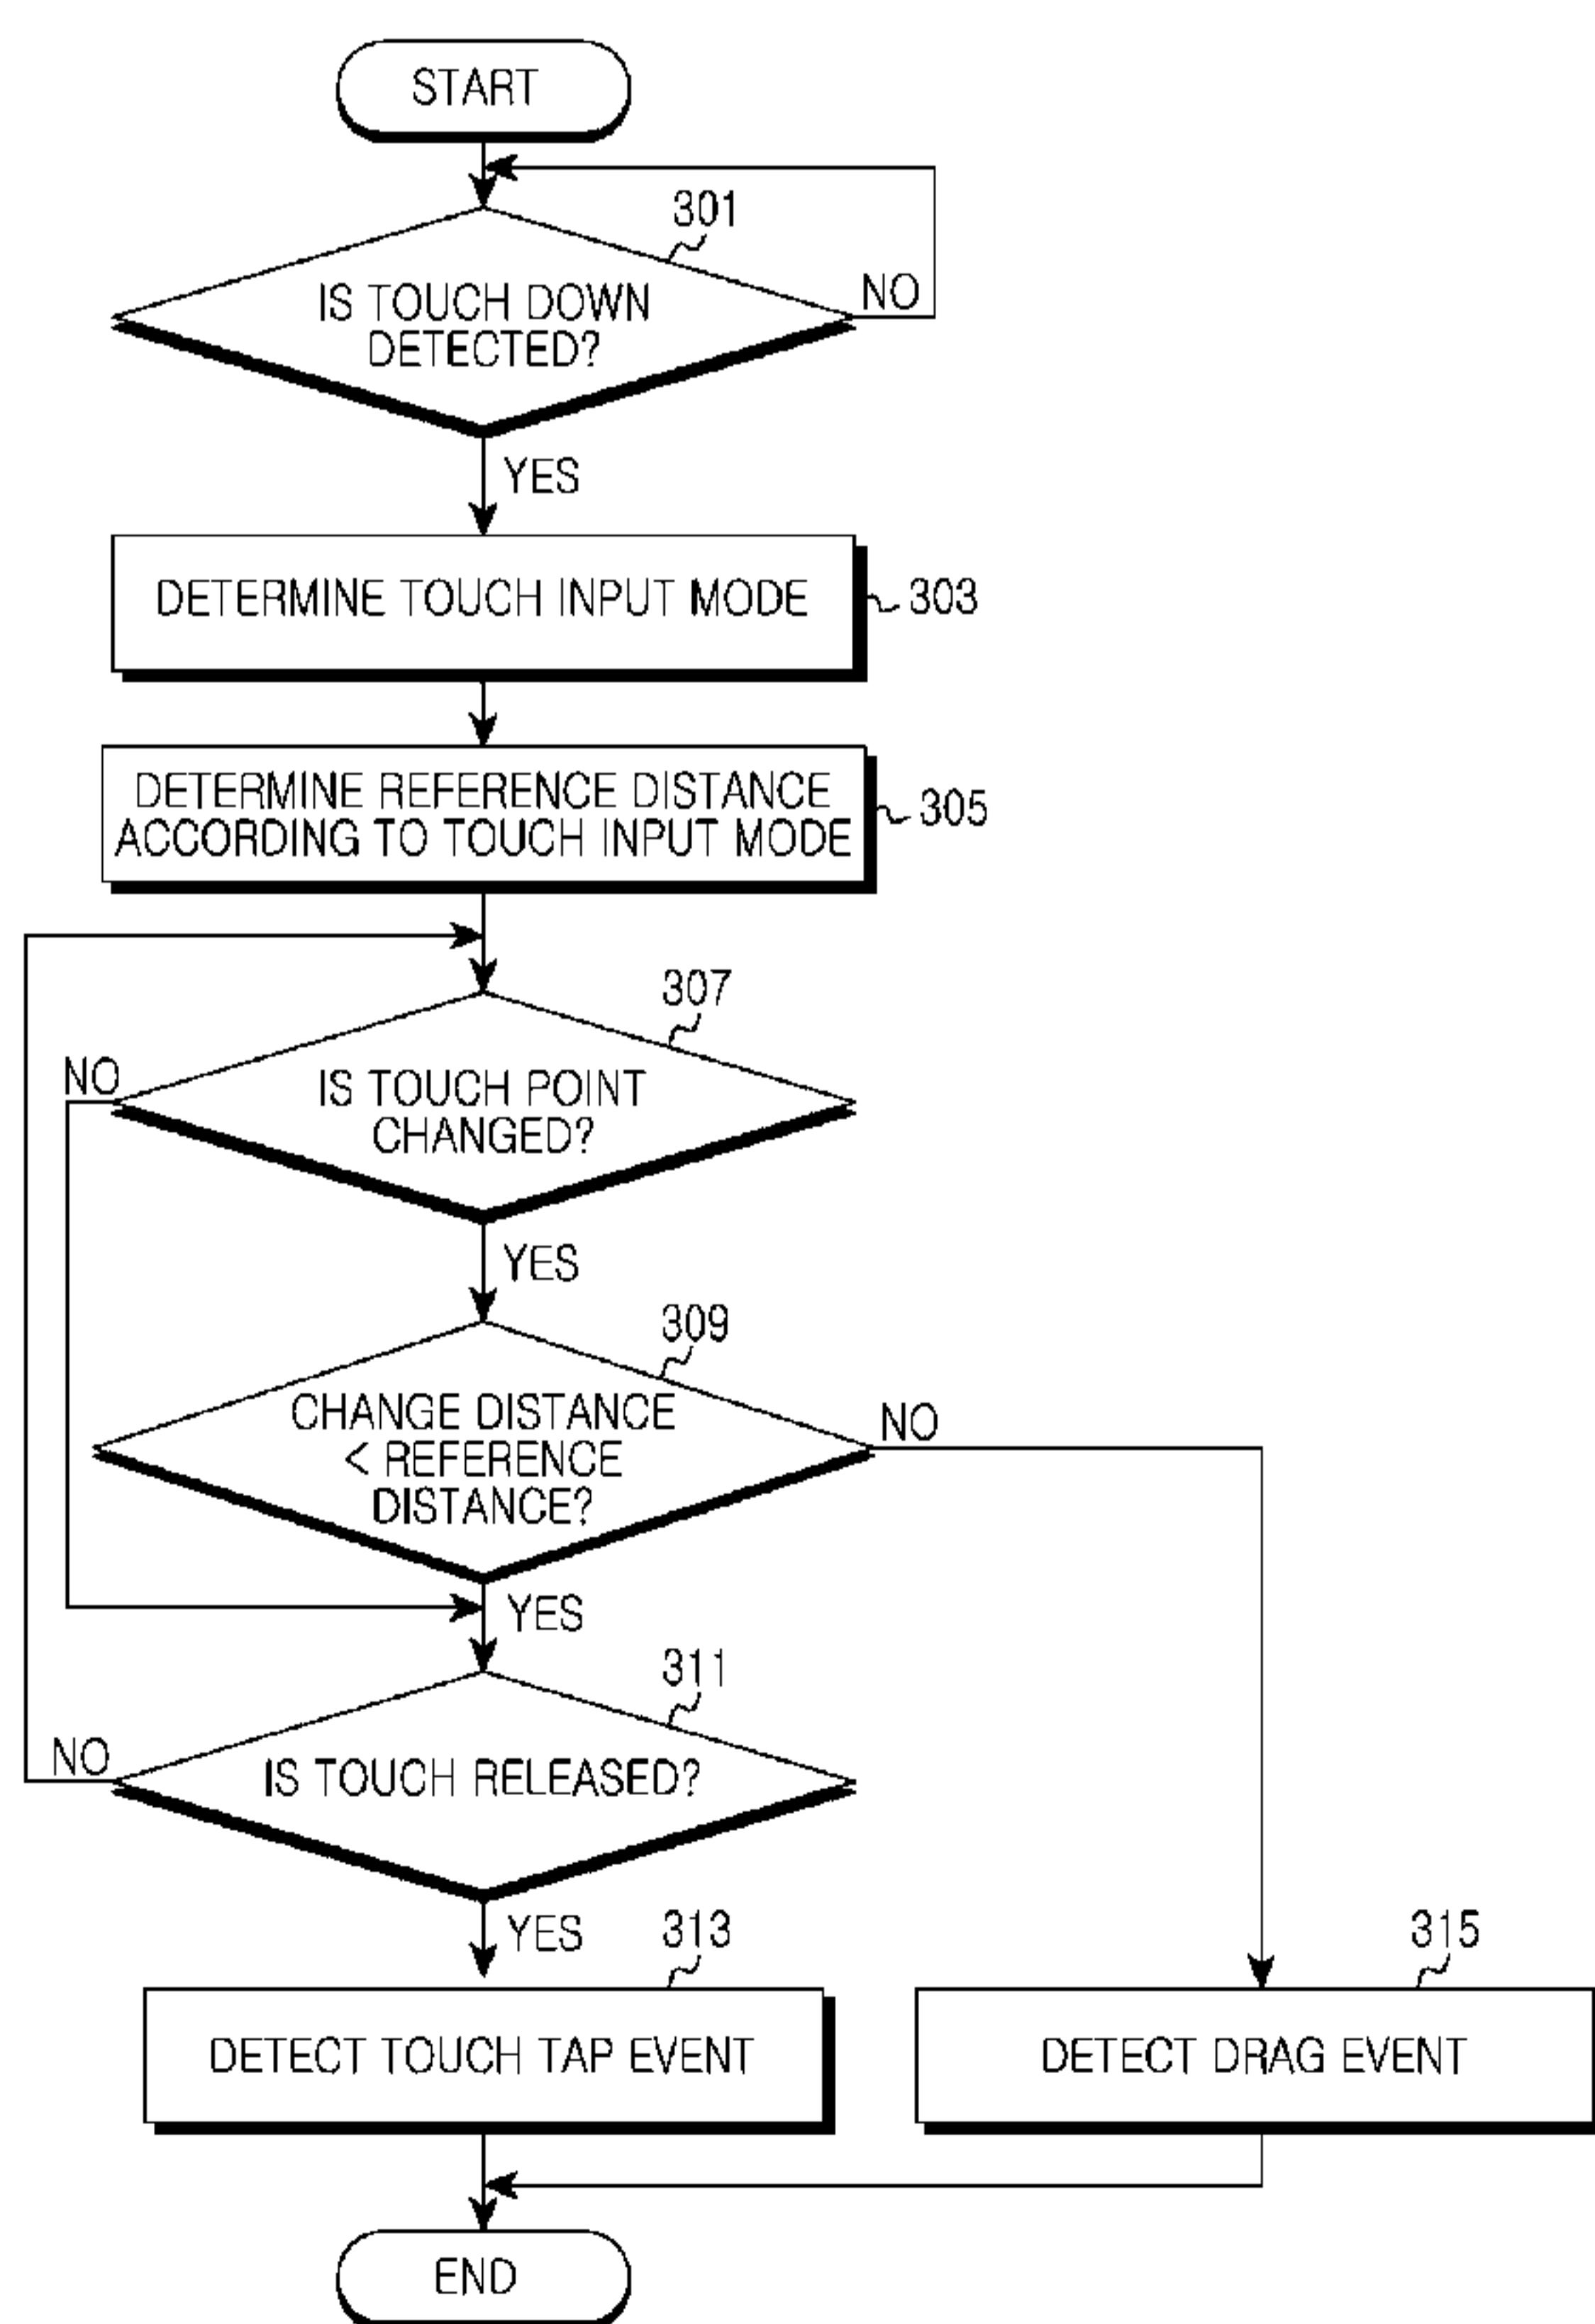 START
301
IS TOUCH DOWN
DETECTED?
NO
YES
DETERMINE TOUCH INPUT MODE
303
DETERMINE REFERENCE DISTANCE
ACCORDING TO TOUCH INPUT MODE
305
307
NO
IS TOUCH POINT
CHANGED?
YES
309
CHANGE DISTANCE
< REFERENCE
DISTANCE?
NO
YES
311
NO
IS TOUCH RELEASED?
YES
313
315
DETECT TOUCH TAP EVENT
DETECT DRAG EVENT
END